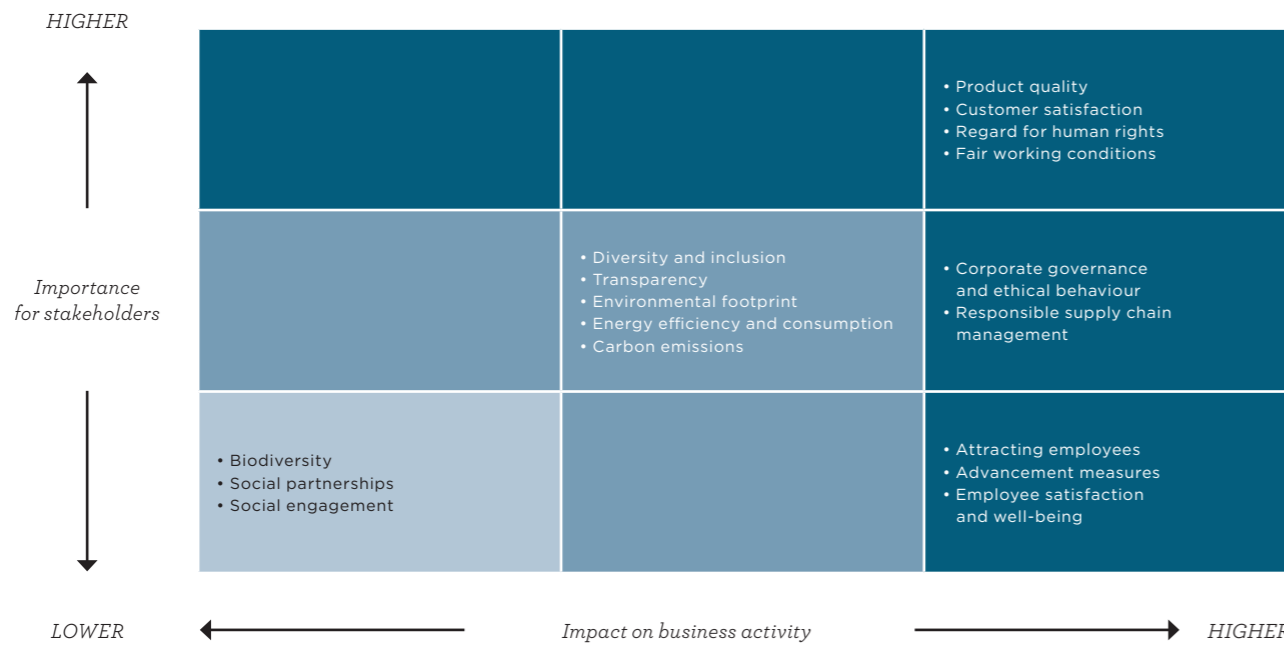 HIGHER
• Product quality
• Customer satisfaction
• Regard for human rights
• Fair working conditions
Importance
for stakeholders
• Diversity and inclusion
• Transparency
• Environmental footprint
• Energy efficiency and consumption
• Carbon emissions
• Corporate governance
and ethical behaviour
• Responsible supply chain
management
• Biodiversity
• Social partnerships
• Social engagement
• Attracting employees
• Advancement measures
• Employee satisfaction
and well-being
LOWER
Impact on business activity
HIGHER